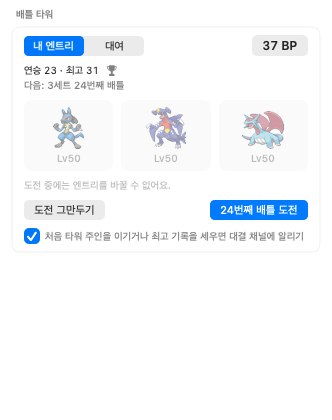 배틀 타워
내 엔트리 대여 37 BP
연승 23 · 최고 31
다음: 3세트 24번째 배틀
Lv50 Lv50 Lv50
도전 중에는 엔트리를 바꿀 수 없어요.
도전 그만두기 24번째 배틀 도전
처음 타워 주인을 이기거나 최고 기록을 세우면 대결 채널에 알리기